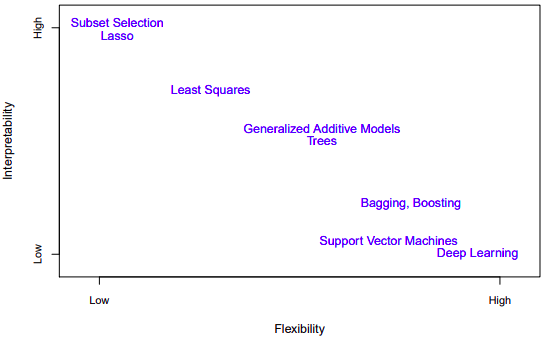 High
Subset Selection
Lasso
Least Squares
Generalized Additive Models
Trees
Interpretability
Bagging, Boosting
Support Vector Machines
Low
Deep Learning
Low
High
Flexibility